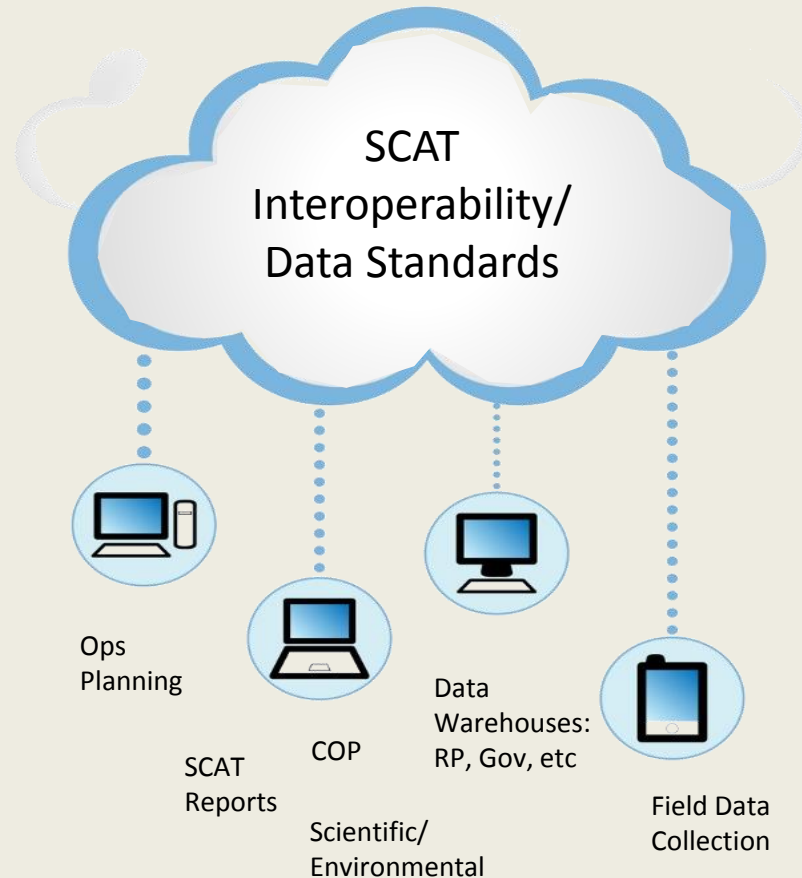 SCAT
Interoperability/
Data Standards
Ops
Planning
SCAT
Reports
COP
Scientific/
Environmental
Data
Warehouses:
RP, Gov, etc
Field Data
Collection